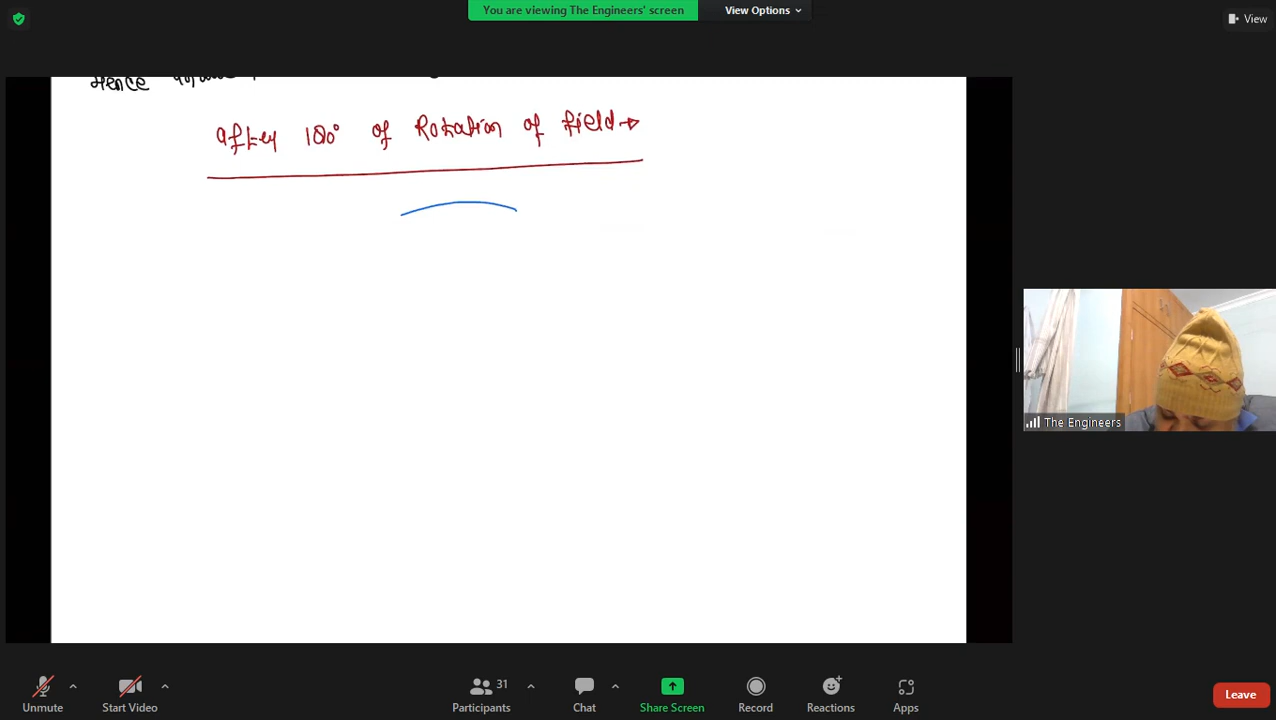 You are viewing The Engineers' screen
View Options
View
Hence
After 180° of Rotation of field→
The Engineers
Unmute
Start Video
31
Participants
Chat
Share Screen
Record
Reactions
Apps
Leave